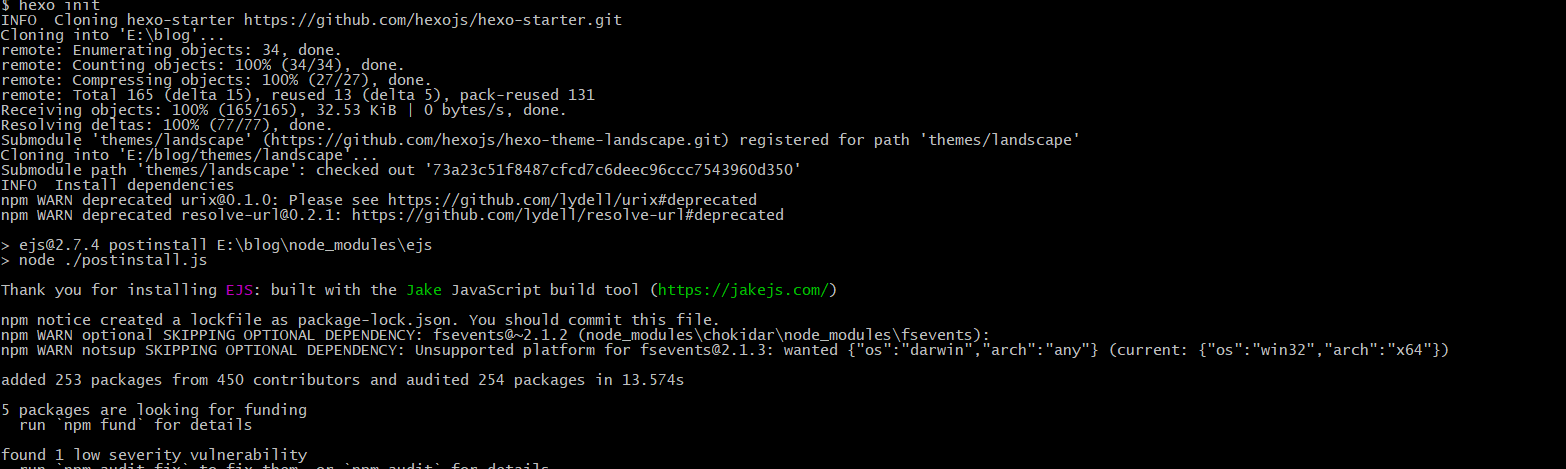 $ hexo init
INFO  Cloning hexo-starter https://github.com/hexojs/hexo-starter.git
Cloning into 'E:\blog'...
remote: Enumerating objects: 34, done.
remote: Counting objects: 100% (34/34), done.
remote: Compressing objects: 100% (27/27), done.
remote: Total 165 (delta 15), reused 13 (delta 5), pack-reused 131
Receiving objects: 100% (165/165), 32.53 KiB | 0 bytes/s, done.
Resolving deltas: 100% (77/77), done.
Submodule 'themes/landscape' (https://github.com/hexojs/hexo-theme-landscape.git) registered for path 'themes/landscape'
Cloning into 'E:/blog/themes/landscape'...
Submodule path 'themes/landscape': checked out '73a23c51f8487cfcd7c6deec96ccc7543960d350'
INFO  Install dependencies
npm WARN deprecated urix@0.1.0: Please see https://github.com/lydell/urix#deprecated
npm WARN deprecated resolve-url@0.2.1: https://github.com/lydell/resolve-url#deprecated
> ejs@2.7.4 postinstall E:\blog\node_modules\ejs
> node ./postinstall.js
Thank you for installing EJS: built with the Jake JavaScript build tool (https://jakejs.com/)
npm notice created a lockfile as package-lock.json. You should commit this file.
npm WARN optional SKIPPING OPTIONAL DEPENDENCY: fsevents@~2.1.2 (node_modules\chokidar\node_modules\fsevents):
npm WARN notsup SKIPPING OPTIONAL DEPENDENCY: Unsupported platform for fsevents@2.1.3: wanted {"os":"darwin","arch":"any"} (current: {"os":"win32","arch":"x64"})
added 253 packages from 450 contributors and audited 254 packages in 13.574s
5 packages are looking for funding
  run `npm fund` for details
found 1 low severity vulnerability
  run `npm audit fix` to fix them, or `npm audit` for details